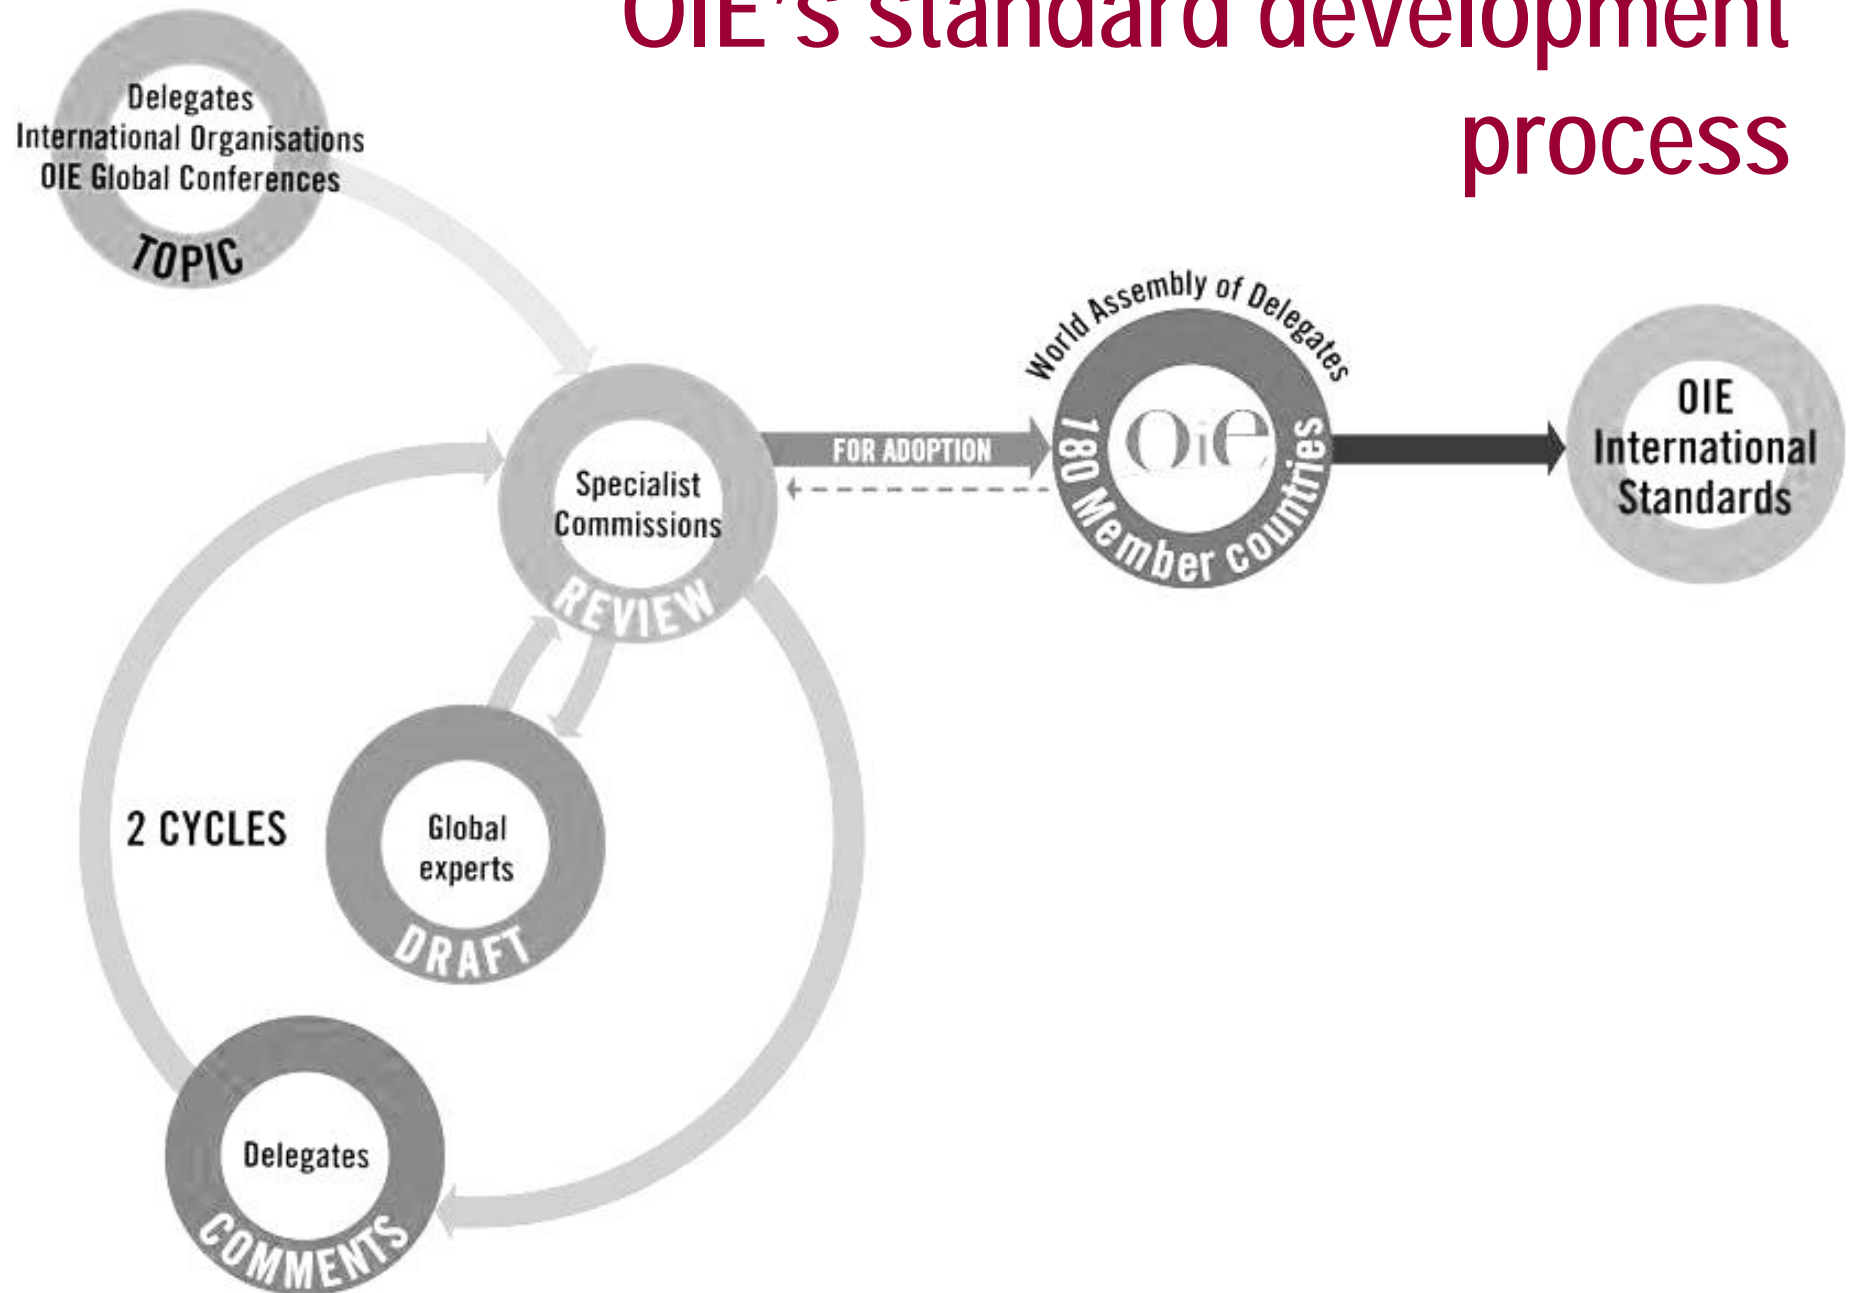 OIE's standard development
process
Delegates
International Organisations
OIE Global Conferences
TOPIC
World Assembly of Delegates
OiE
180 Member countries
FOR ADOPTION
OIE
International
Standards
Specialist
Commissions
REVIEW
2 CYCLES
Global
experts
DRAFT
Delegates
COMMENTS